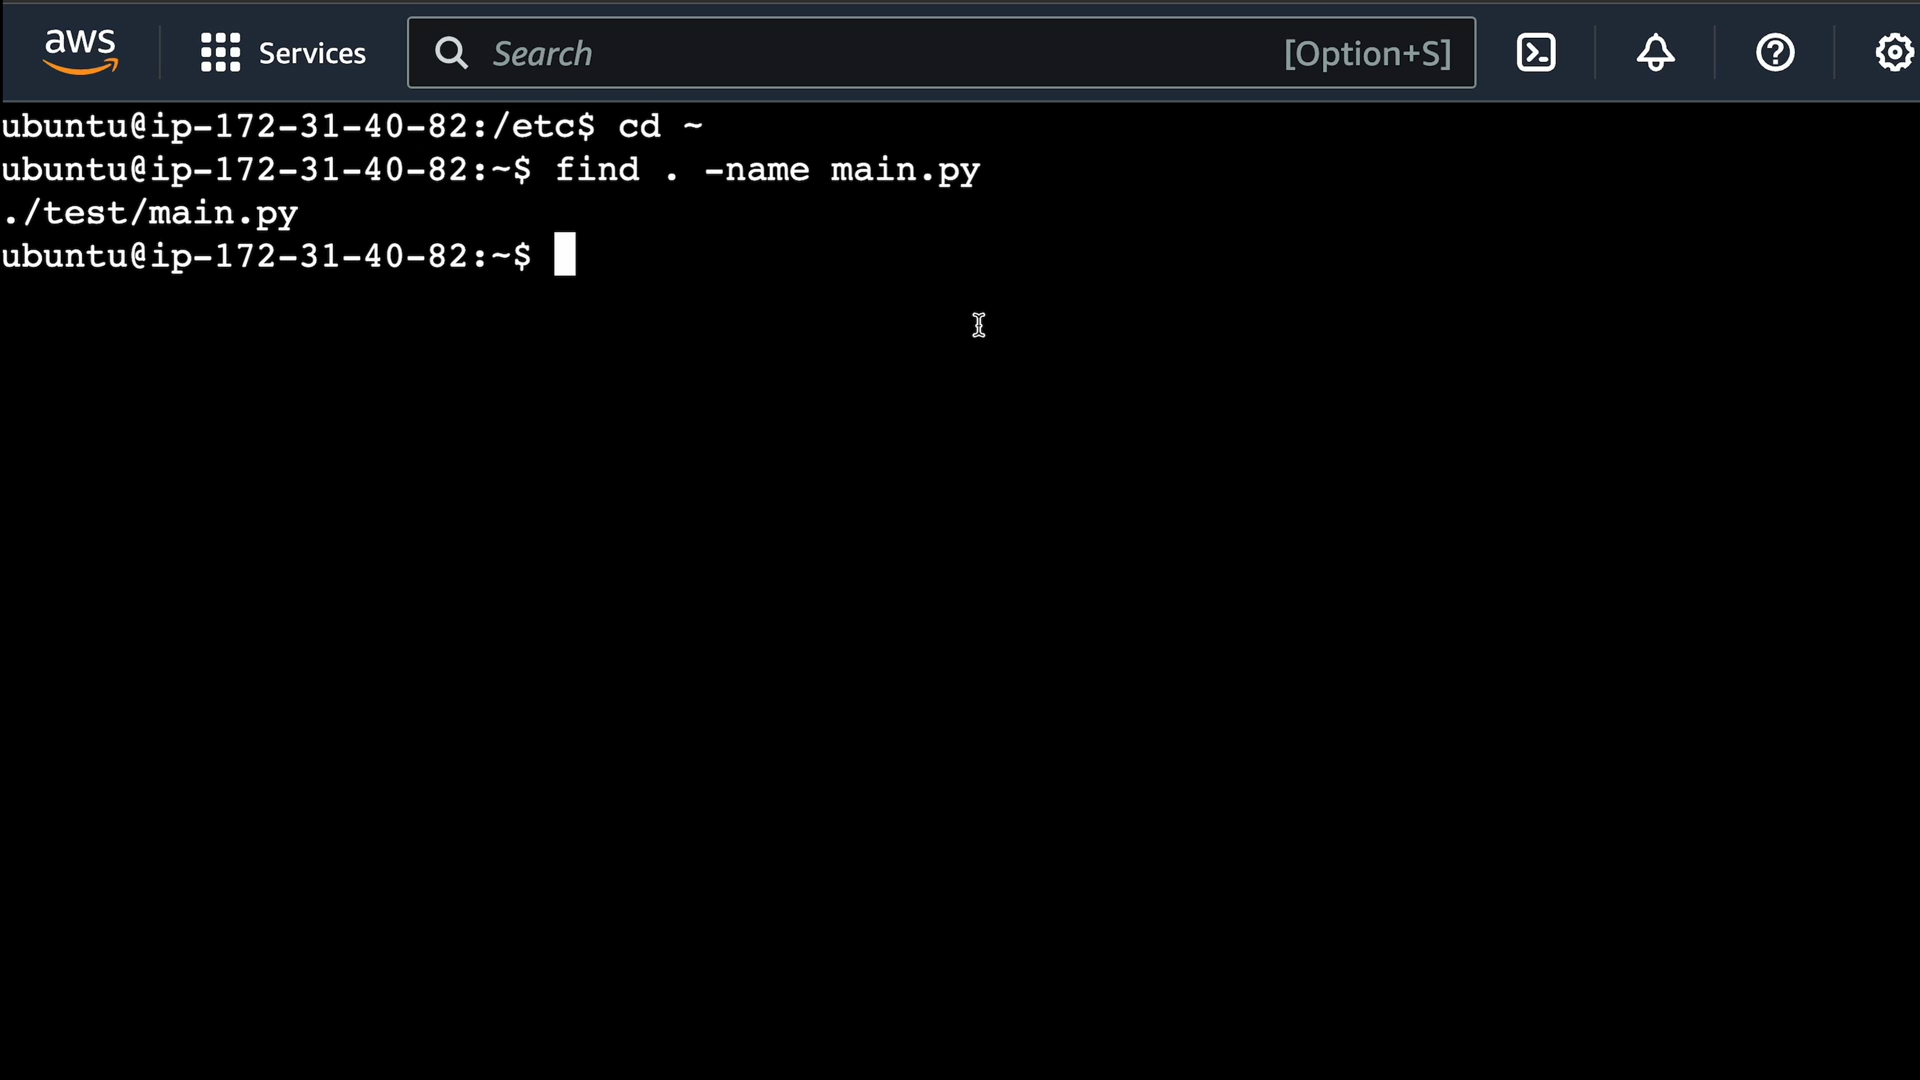 aws Services Search [Option+S]
ubuntu@ip-172-31-40-82:/etc$ cd ~
ubuntu@ip-172-31-40-82:~$ find . -name main.py
./test/main.py
ubuntu@ip-172-31-40-82:~$